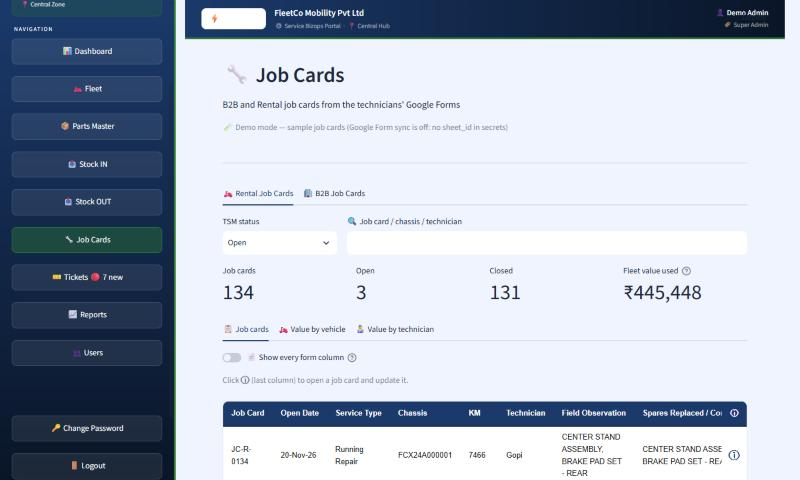 Central Zone
NAVIGATION
Dashboard
Fleet
Parts Master
Stock IN
Stock OUT
Job Cards
Tickets 7 new
Reports
Users
Change Password
Logout
FleetCo Mobility Pvt Ltd
Service Bizops Portal · Central Hub
Demo Admin
Super Admin
Job Cards
B2B and Rental job cards from the technicians' Google Forms
Demo mode — sample job cards (Google Form sync is off: no sheet_id in secrets)
Rental Job Cards B2B Job Cards
TSM status Job card / chassis / technician
Open
Job cards Open Closed Fleet value used
134 3 131 ₹445,448
Job cards Value by vehicle Value by technician
Show every form column
Click ⓘ (last column) to open a job card and update it.
Job Card Open Date Service Type Chassis KM Technician Field Observation Spares Replaced / Co ⓘ
JC-R-0134 20-Nov-26 Running Repair FCX24A000001 7466 Gopi CENTER STAND ASSEMBLY, BRAKE PAD SET - REAR CENTER STAND ASSE BRAKE PAD SET - REA ⓘ